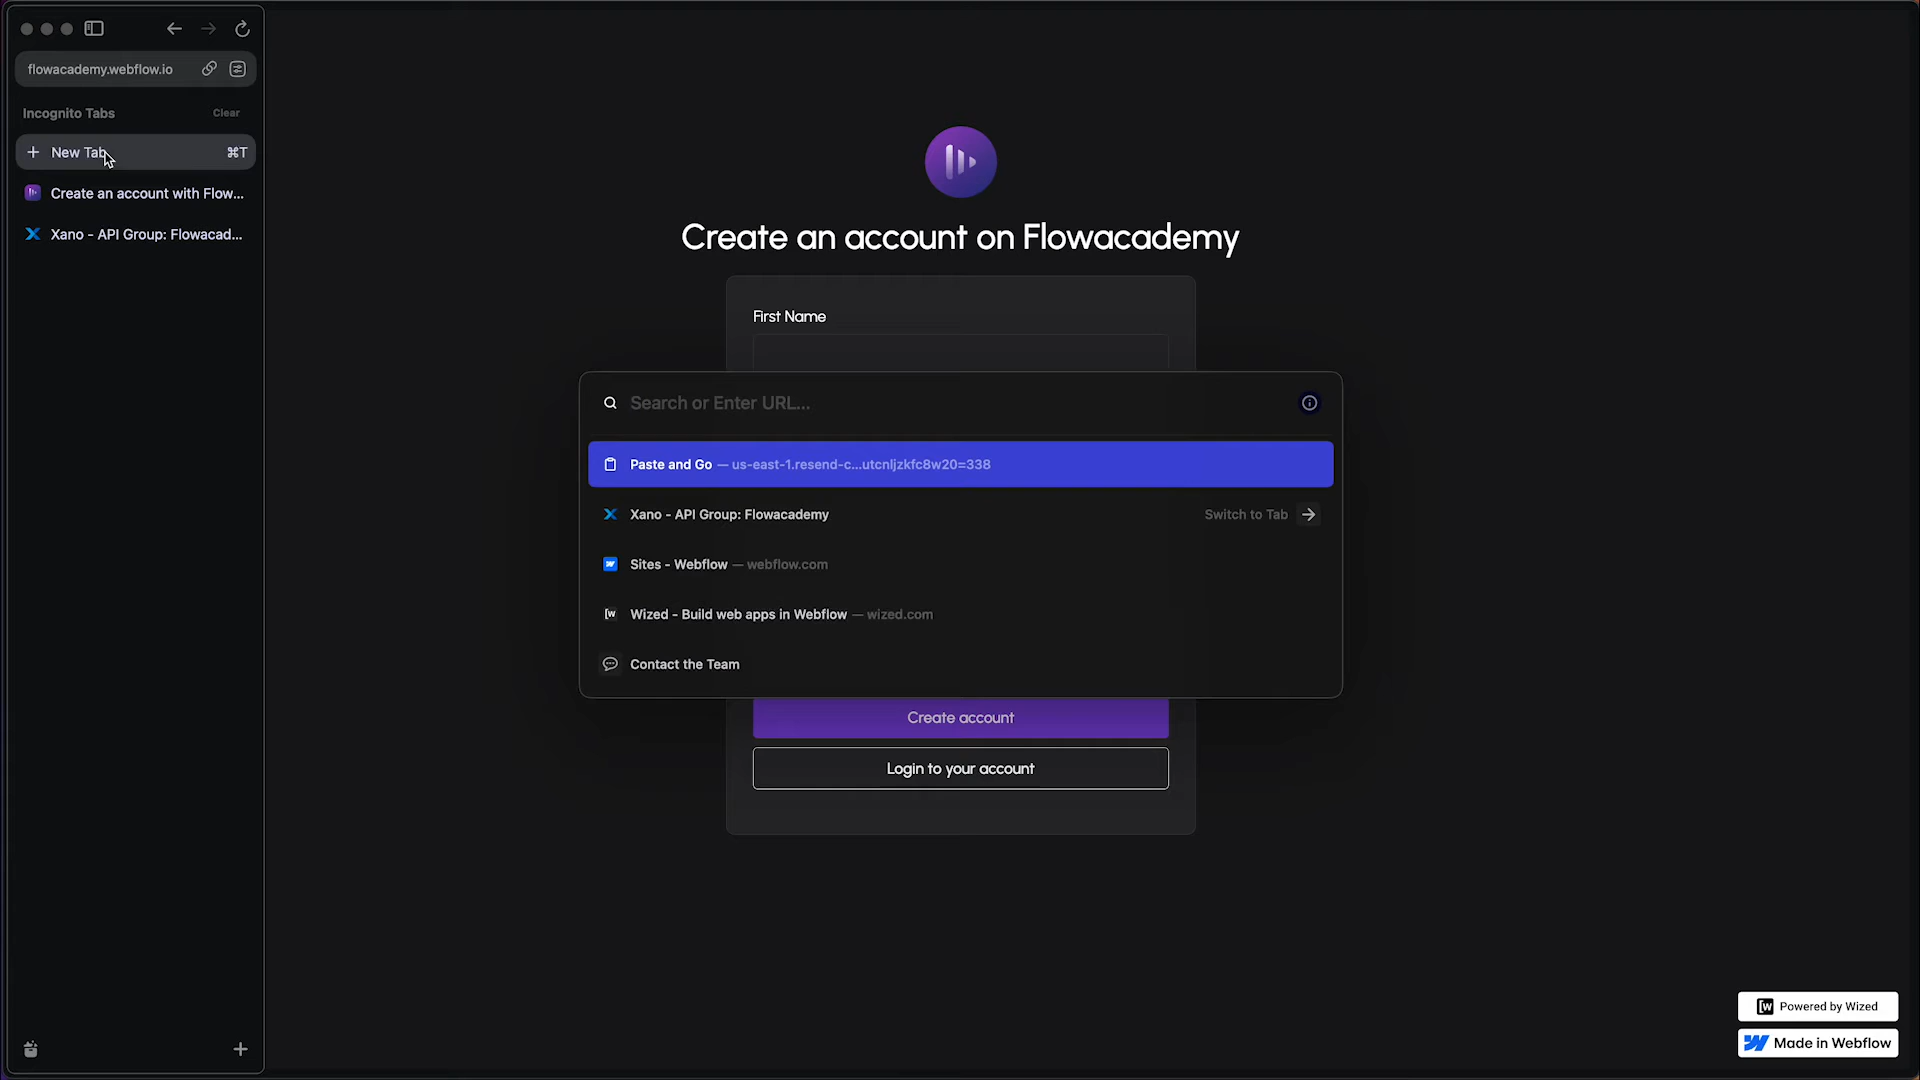 flowacademy.webflow.io
Incognito Tabs
Clear
New Tab
⌘T
Create an account with Flow...
Xano - API Group: Flowacad...
Create an account on Flowacademy
First Name
Search or Enter URL...
Paste and Go — us-east-1.resend-c...utcnljzkfc8w20=338
Xano - API Group: Flowacademy
Switch to Tab
Sites - Webflow — webflow.com
Wized - Build web apps in Webflow — wized.com
Contact the Team
Create account
Login to your account
Powered by Wized
Made in Webflow